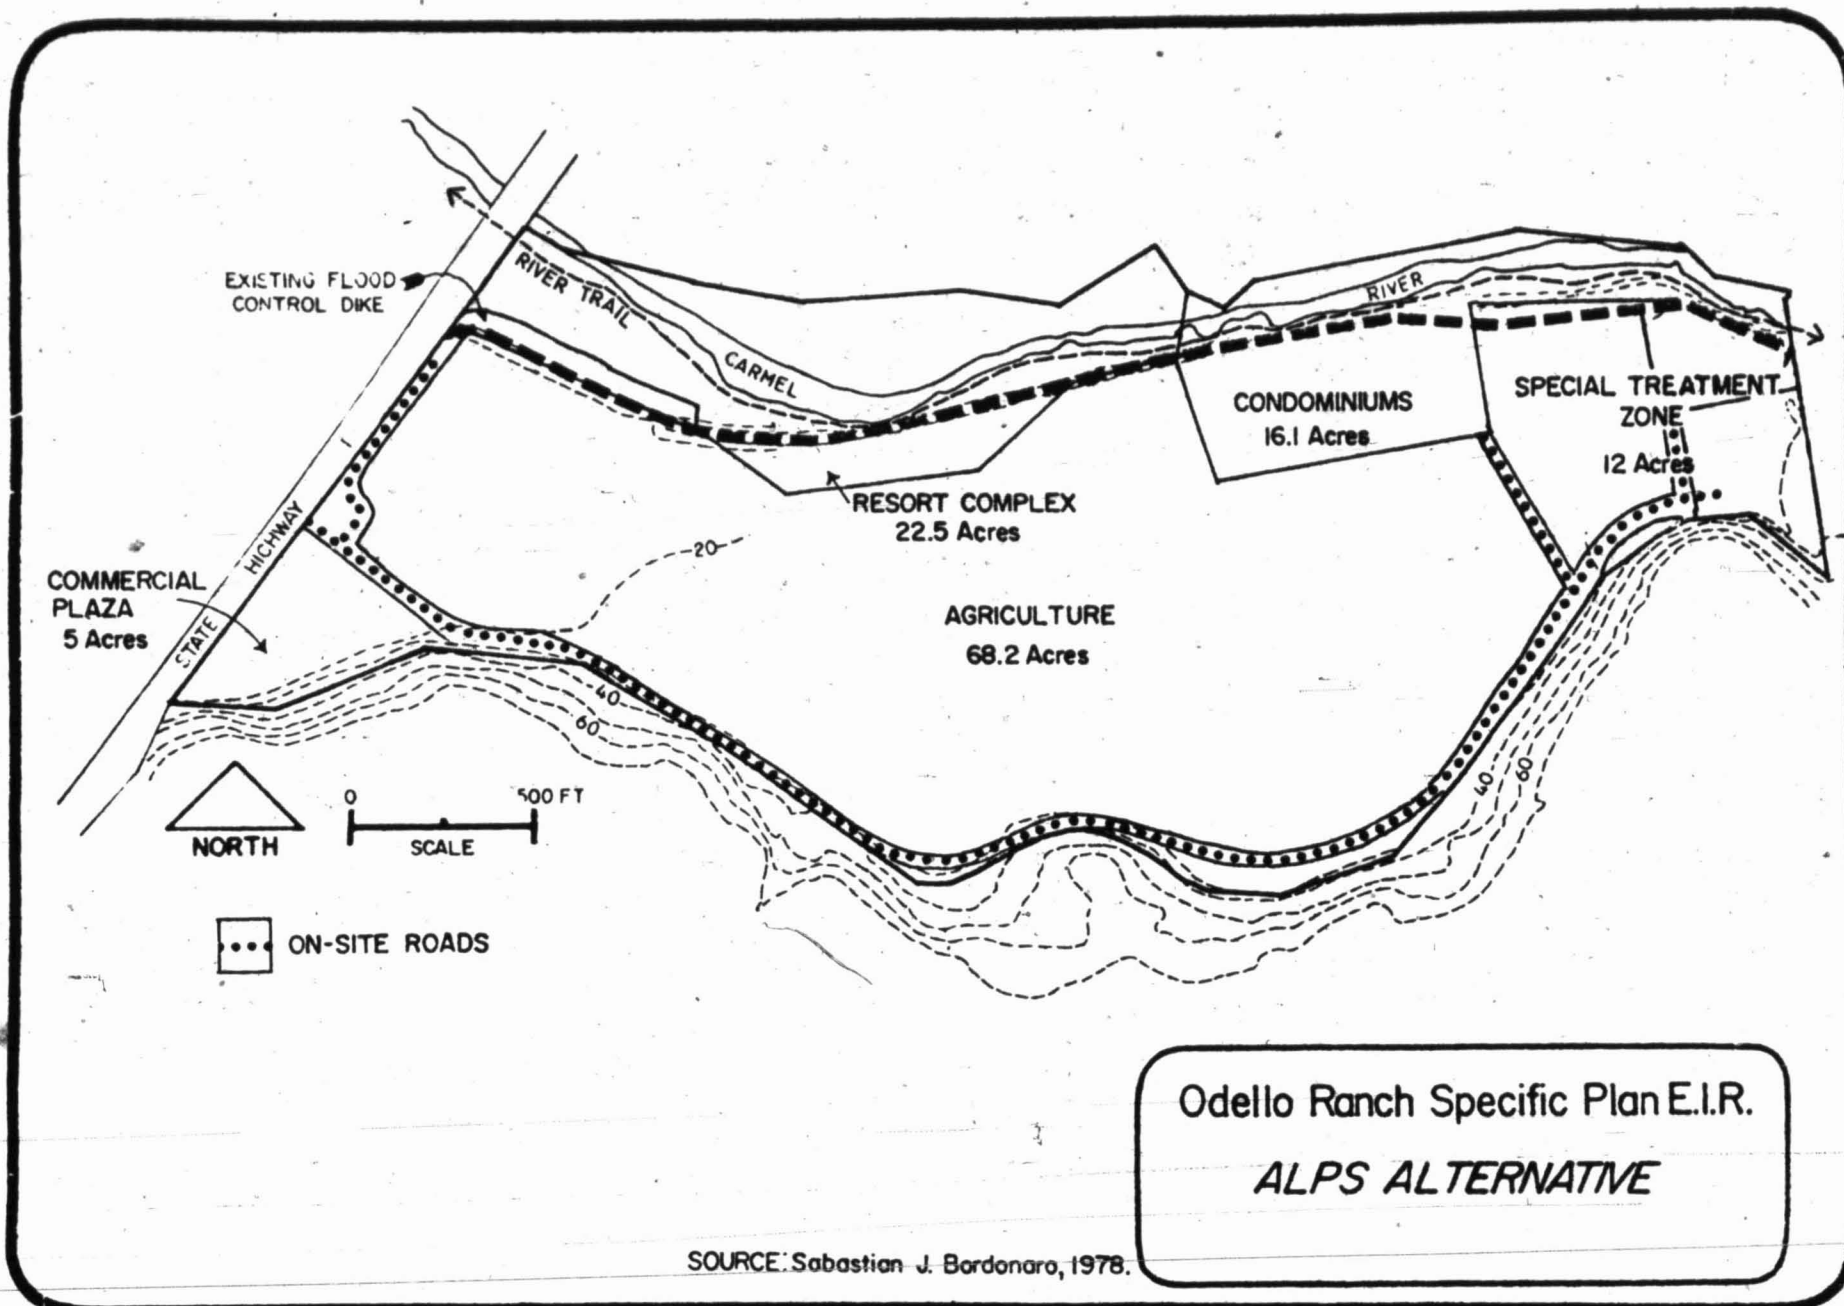 EXISTING FLOOD
CONTROL DIKE
RIVER TRAIL
CARMEL
RIVER
CONDOMINIUMS
16.1 Acres
SPECIAL TREATMENT
ZONE
12 Acres
RESORT COMPLEX
22.5 Acres
20
STATE HIGHWAY 1
COMMERCIAL
PLAZA
5 Acres
AGRICULTURE
68.2 Acres
40
60
40
60
NORTH
0 500 FT
SCALE
ON-SITE ROADS
Odello Ranch Specific Plan E.I.R.
ALPS ALTERNATIVE
SOURCE: Sabastian J. Bordonaro, 1978.